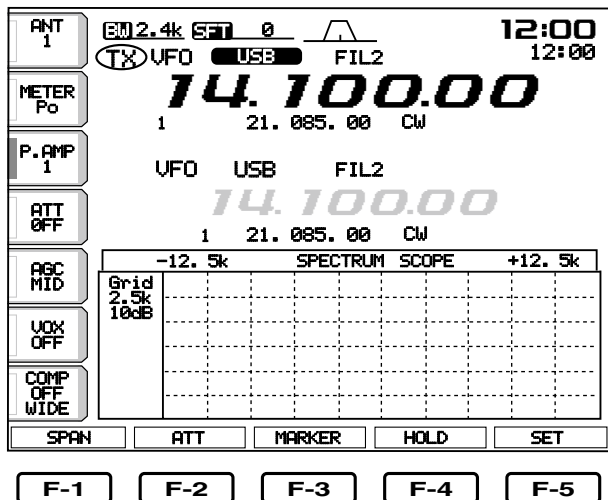 ANT
1
BW 2.4k SFT 0
12:00
TX VFO USB FIL2
12:00
METER
Po
14.100.00
1 21.085.00 CW
P.AMP
1
VFO USB FIL2
14.100.00
1 21.085.00 CW
ATT
OFF
-12.5k SPECTRUM SCOPE +12.5k
AGC
MID
Grid
2.5k
10dB
VOX
OFF
COMP
OFF
WIDE
SPAN ATT MARKER HOLD SET
F-1 F-2 F-3 F-4 F-5